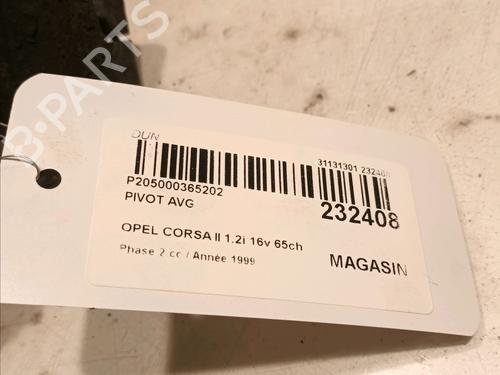 B-PARTS
DUN
31131301 232408
P205000365202
PIVOT AVG
232408
OPEL CORSA II 1.2i 16v 65ch
Phase 2 cc / Année 1999
MAGASIN